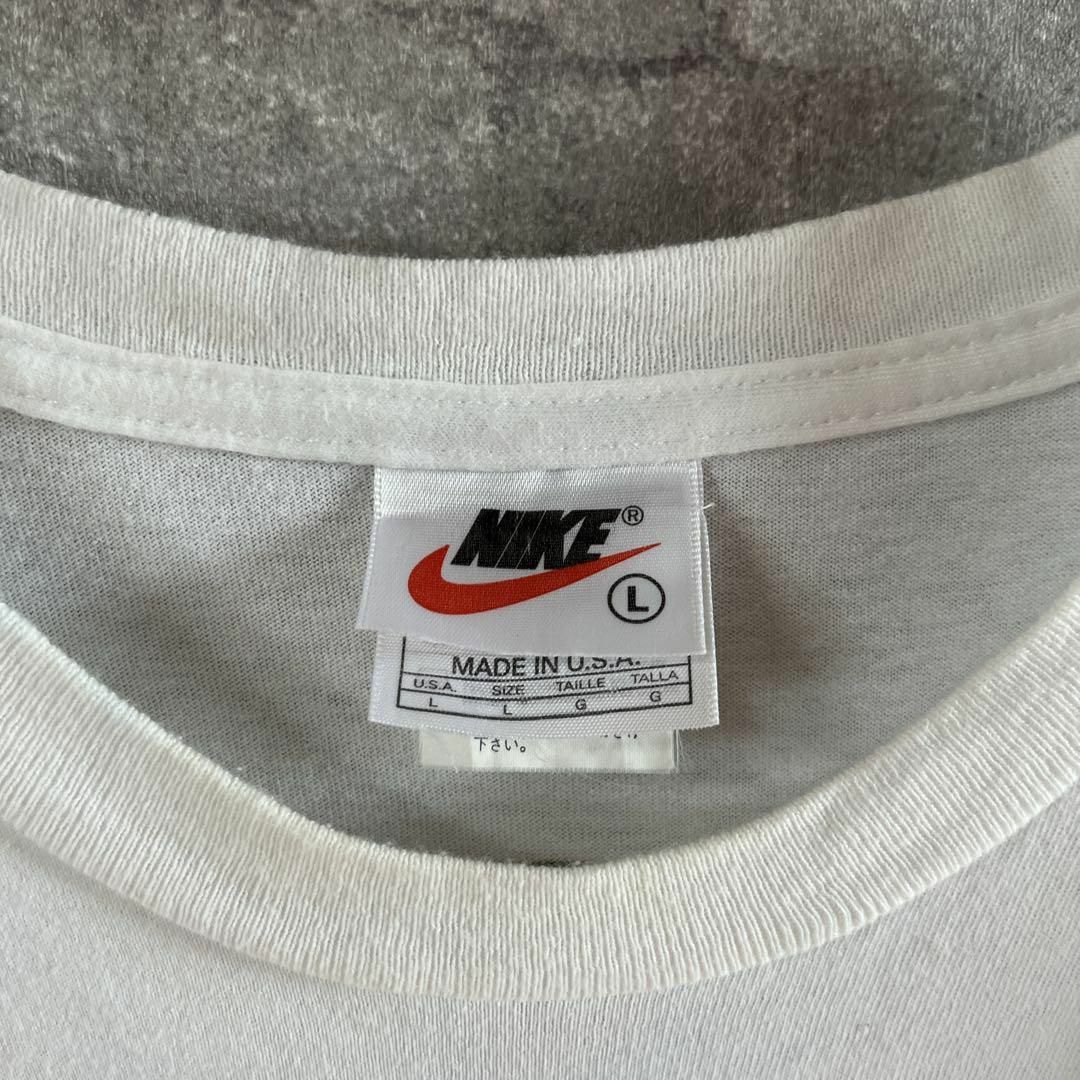 NIKE®
L
MADE IN U.S.A.
U.S.A. SIZE TAILLE TALLA
L L G G
下さい。